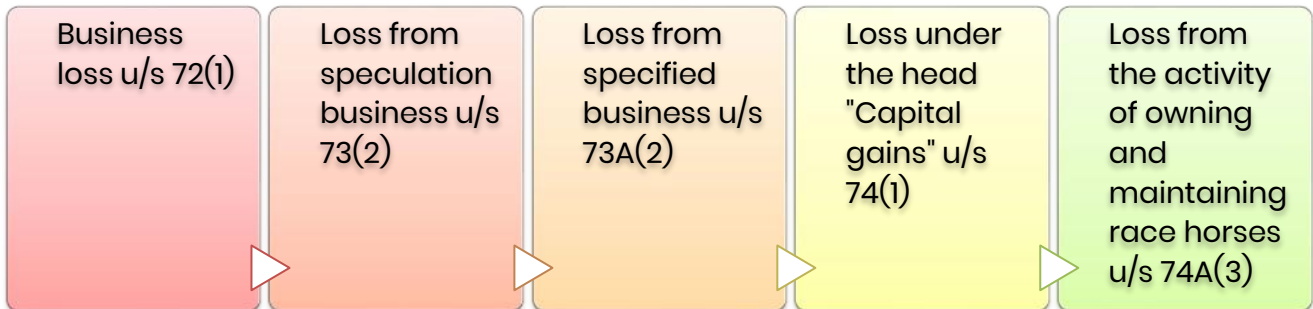 Business
loss u/s 72(1)
Loss from
speculation
business u/s
73(2)
Loss from
specified
business u/s
73A(2)
Loss under
the head
"Capital
gains" u/s
74(1)
Loss from
the activity
of owning
and
maintaining
race horses
u/s 74A(3)